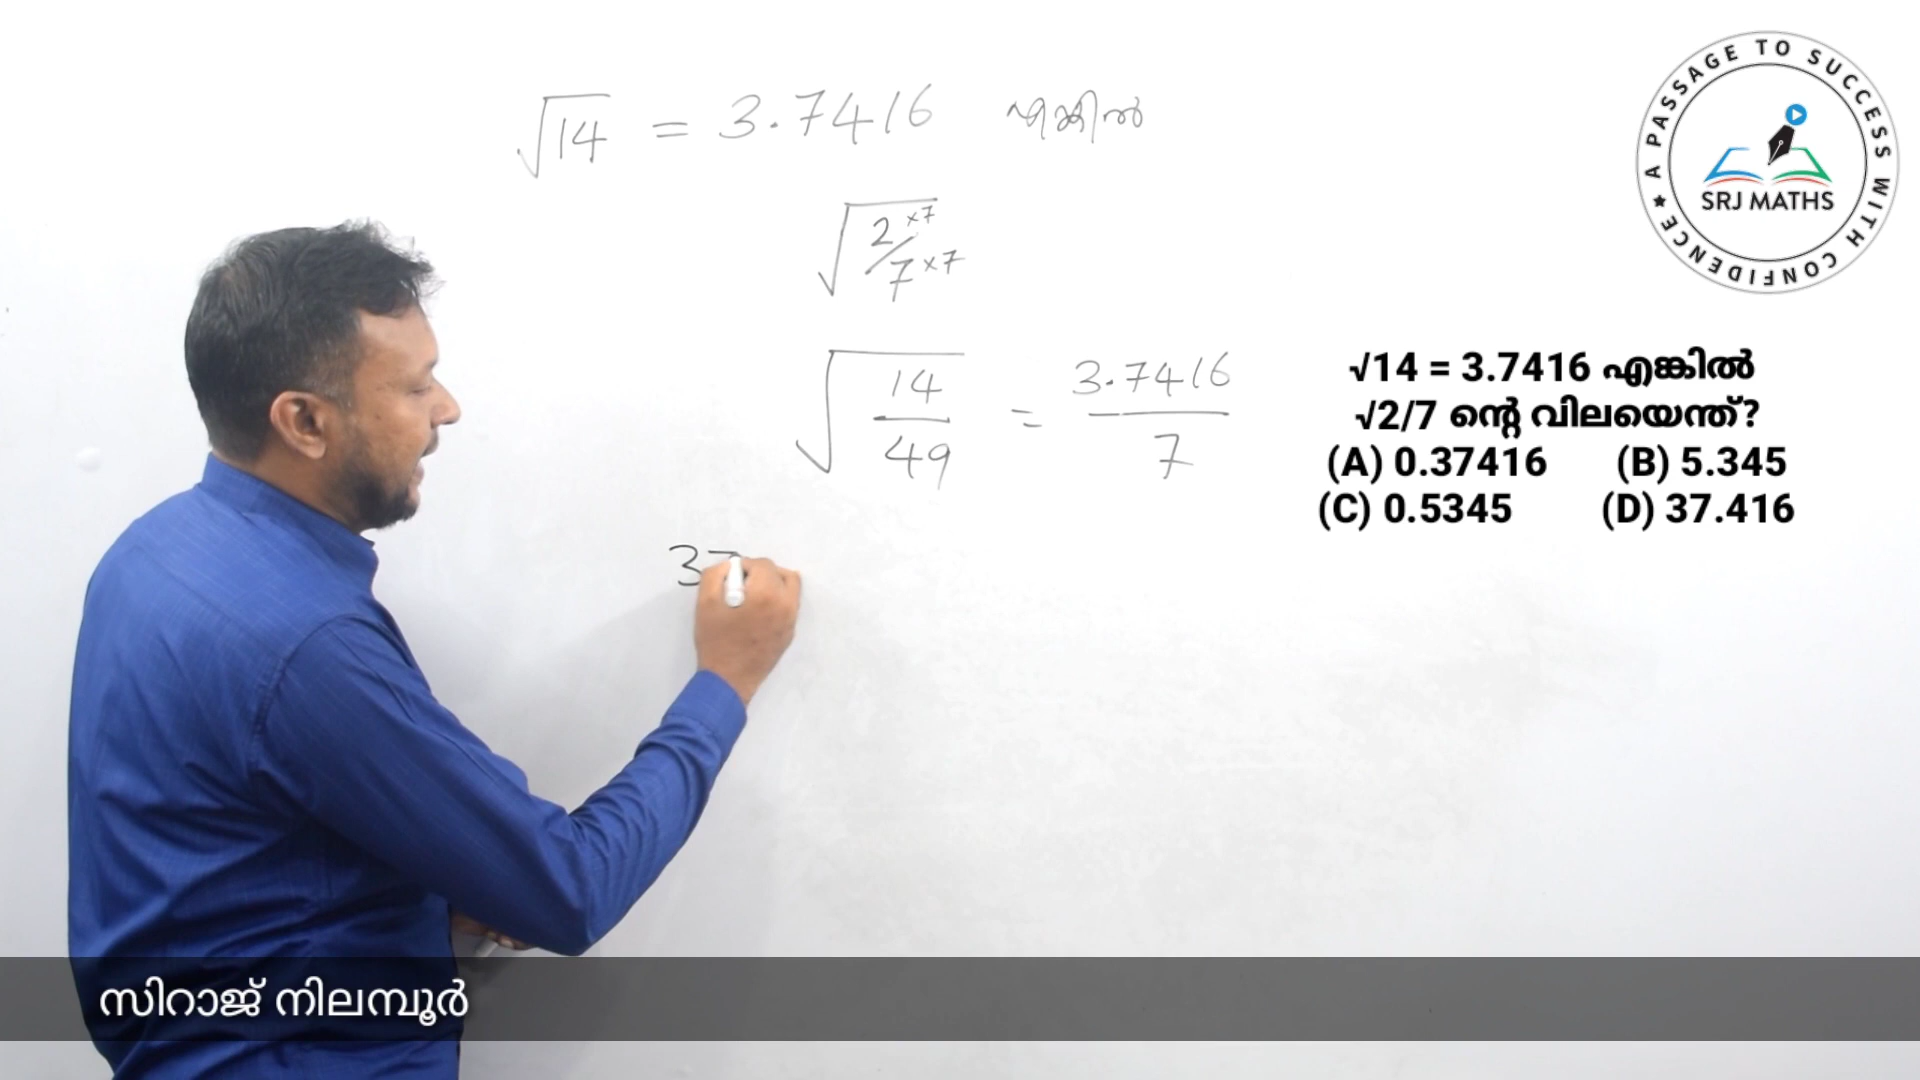 √14 = 3.7416 എങ്കിൽ
√2×7/7×7
√14/49 = 3.7416/7
37
A PASSAGE TO SUCCESS WITH CONFIDENCE ★
SRJ MATHS
√14 = 3.7416 എങ്കിൽ
√2/7 ന്റെ വിലയെന്ത്?
(A) 0.37416 (B) 5.345
(C) 0.5345 (D) 37.416
സിറാജ് നിലമ്പൂർ